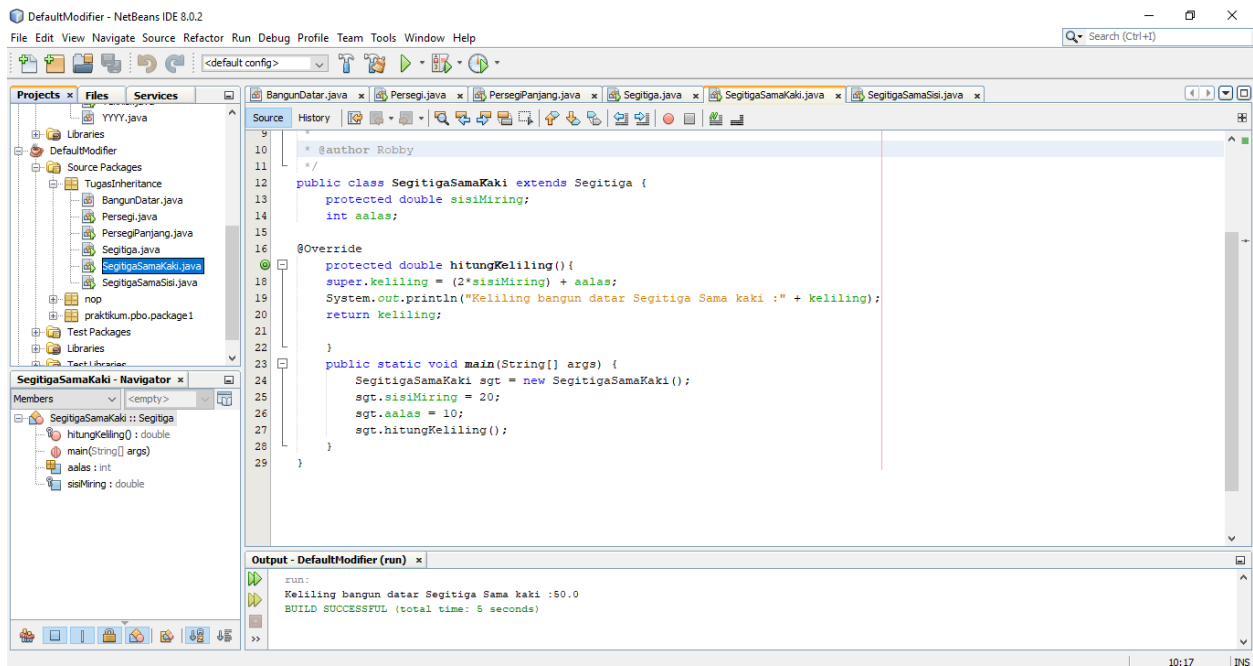 DefaultModifier - NetBeans IDE 8.0.2
File Edit View Navigate Source Refactor Run Debug Profile Team Tools Window Help
Search (Ctrl+I)
<default config>
Projects Files Services
YYYY.java
Libraries
DefaultModifier
Source Packages
TugasInheritance
BangunDatar.java
Persegi.java
PersegiPanjang.java
Segitiga.java
SegitigaSamaKaki.java
SegitigaSamaSisi.java
nop
praktikum.pbo.package1
Test Packages
Libraries
Test Libraries
SegitigaSamaKaki - Navigator
Members <empty>
SegitigaSamaKaki :: Segitiga
hitungKeliling() : double
main(String[] args)
aalas : int
sisiMiring : double
BangunDatar.java Persegi.java PersegiPanjang.java Segitiga.java SegitigaSamaKaki.java SegitigaSamaSisi.java
Source History
9 *
10 * @author Robby
11 */
12 public class SegitigaSamaKaki extends Segitiga {
13 protected double sisiMiring;
14 int aalas;
15
16 @Override
protected double hitungKeliling(){
18 super.keliling = (2*sisiMiring) + aalas;
19 System.out.println("Keliling bangun datar Segitiga Sama kaki :" + keliling);
20 return keliling;
21
22 }
23 public static void main(String[] args) {
24 SegitigaSamaKaki sgt = new SegitigaSamaKaki();
25 sgt.sisiMiring = 20;
26 sgt.aalas = 10;
27 sgt.hitungKeliling();
28 }
29 }
Output - DefaultModifier (run)
run:
Keliling bangun datar Segitiga Sama kaki :50.0
BUILD SUCCESSFUL (total time: 5 seconds)
10:17 INS